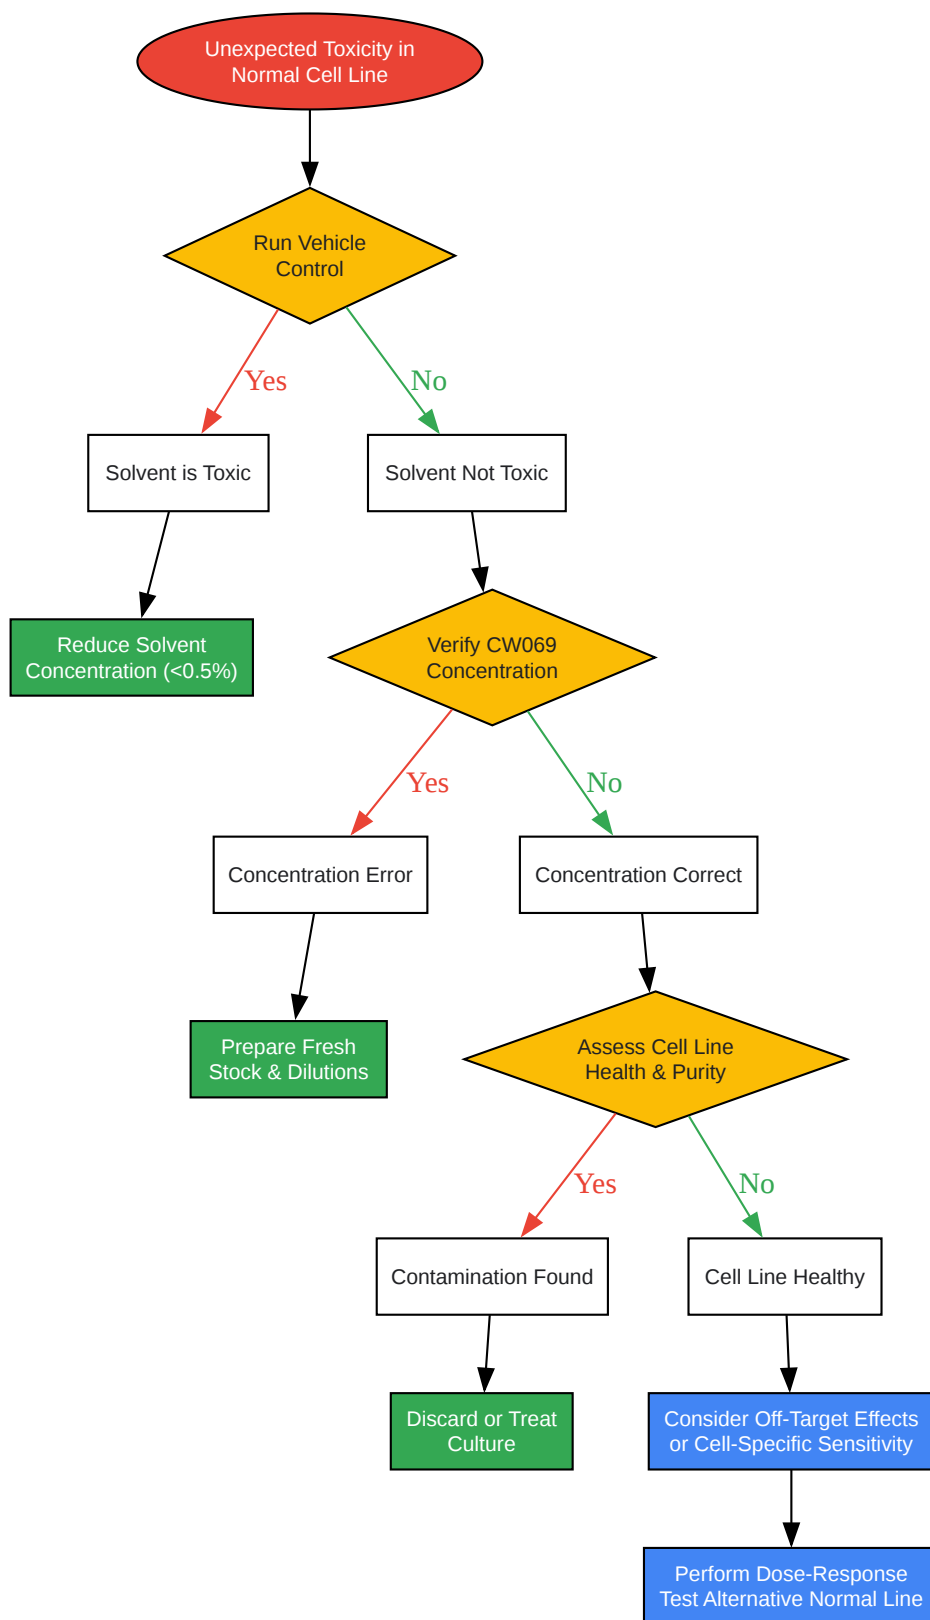 Unexpected Toxicity in
Normal Cell Line
Run Vehicle
Control
Yes
No
Solvent is Toxic
Solvent Not Toxic
Reduce Solvent
Concentration (<0.5%)
Verify CW069
Concentration
Yes
No
Concentration Error
Concentration Correct
Prepare Fresh
Stock & Dilutions
Assess Cell Line
Health & Purity
Yes
No
Contamination Found
Cell Line Healthy
Discard or Treat
Culture
Consider Off-Target Effects
or Cell-Specific Sensitivity
Perform Dose-Response
Test Alternative Normal Line